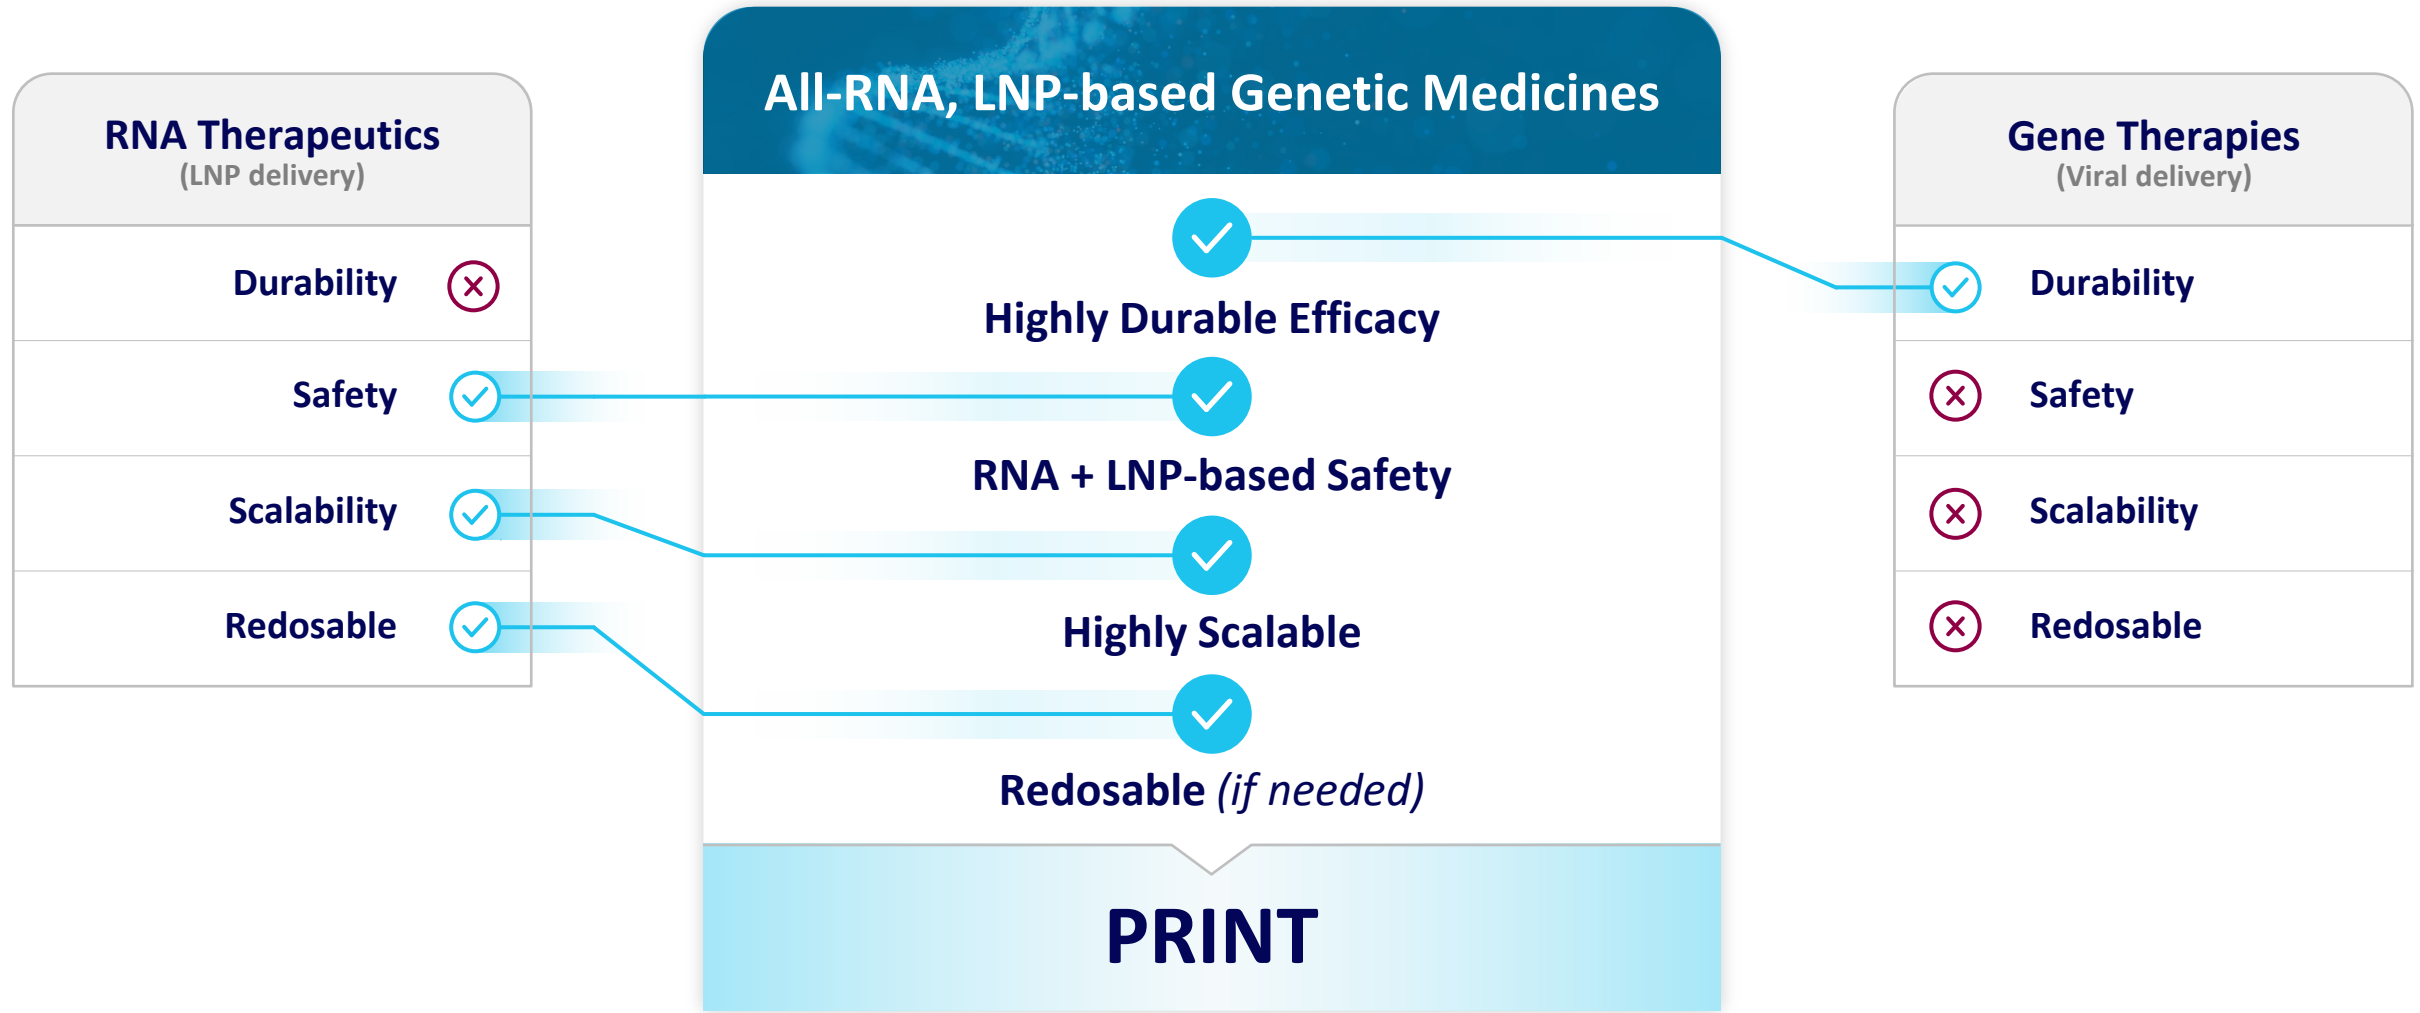 RNA Therapeutics
(LNP delivery)
Durability
Safety
Scalability
Redosable
All-RNA, LNP-based Genetic Medicines
Highly Durable Efficacy
RNA + LNP-based Safety
Highly Scalable
Redosable (if needed)
PRINT
Gene Therapies
(Viral delivery)
Durability
Safety
Scalability
Redosable